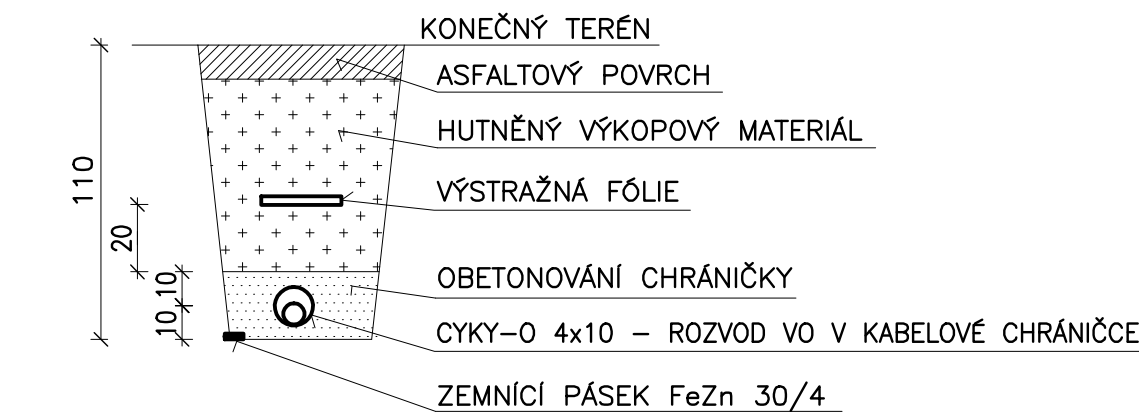 KONEČNÝ TERÉN
ASFALTOVÝ POVRCH
HUTNĚNÝ VÝKOPOVÝ MATERIÁL
110
VÝSTRAŽNÁ FÓLIE
20
OBETONOVÁNÍ CHRÁNIČKY
10
10
CYKY-O 4x10 - ROZVOD VO V KABELOVÉ CHRÁNIČCE
ZEMNÍCÍ PÁSEK FeZn 30/4